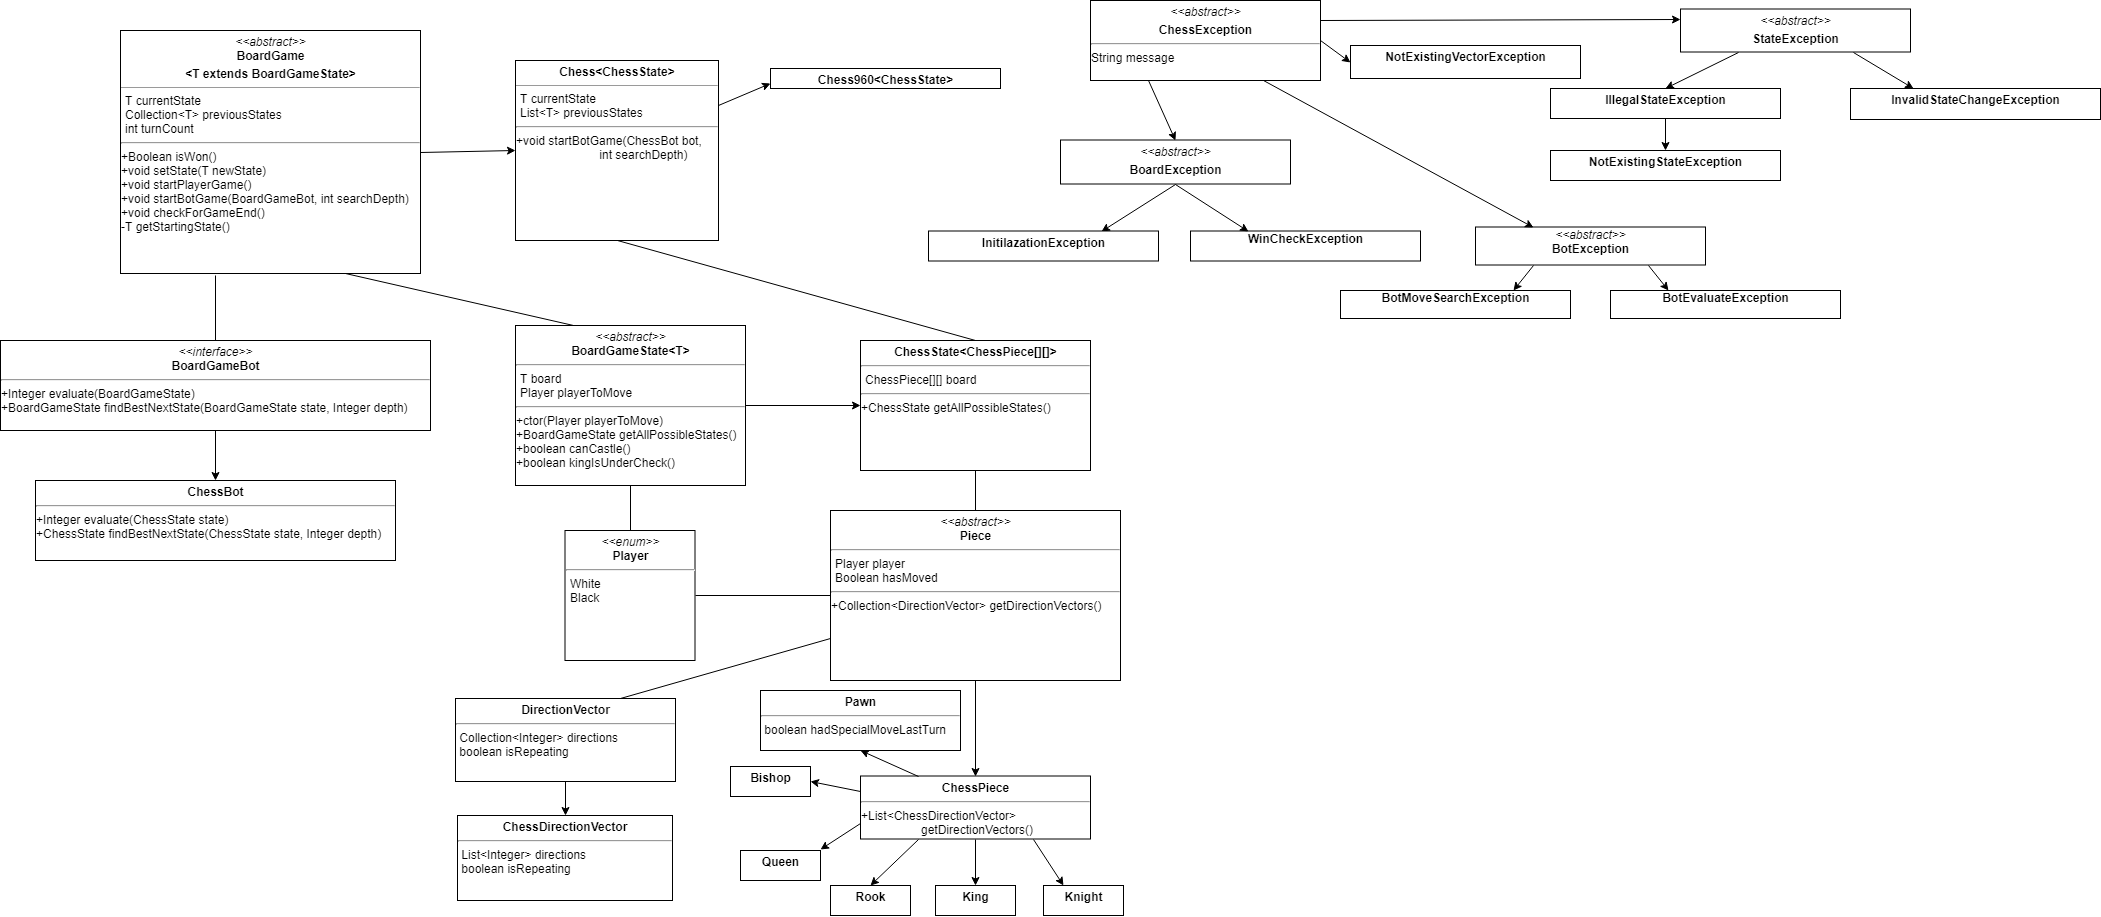 <<abstract>>
BoardGame
<T extends BoardGameState>
T currentState
Collection<T> previousStates
int turnCount
+Boolean isWon()
+void setState(T newState)
+void startPlayerGame()
+void startBotGame(BoardGameBot, int searchDepth)
+void checkForGameEnd()
-T getStartingState()
Chess<ChessState>
T currentState
List<T> previousStates
+void startBotGame(ChessBot bot,
int searchDepth)
Chess960<ChessState>
<<abstract>>
ChessException
String message
NotExistingVectorException
<<abstract>>
StateException
IllegalStateException
InvalidStateChangeException
NotExistingStateException
<<abstract>>
BoardException
InitilazationException
WinCheckException
<<abstract>>
BotException
BotMoveSearchException
BotEvaluateException
<<interface>>
BoardGameBot
+Integer evaluate(BoardGameState)
+BoardGameState findBestNextState(BoardGameState state, Integer depth)
ChessBot
+Integer evaluate(ChessState state)
+ChessState findBestNextState(ChessState state, Integer depth)
<<abstract>>
BoardGameState<T>
T board
Player playerToMove
+ctor(Player playerToMove)
+BoardGameState getAllPossibleStates()
+boolean canCastle()
+boolean kingIsUnderCheck()
ChessState<ChessPiece[][]>
ChessPiece[][] board
+ChessState getAllPossibleStates()
<<enum>>
Player
White
Black
<<abstract>>
Piece
Player player
Boolean hasMoved
+Collection<DirectionVector> getDirectionVectors()
DirectionVector
Collection<Integer> directions
boolean isRepeating
ChessDirectionVector
List<Integer> directions
boolean isRepeating
Pawn
boolean hadSpecialMoveLastTurn
Bishop
ChessPiece
+List<ChessDirectionVector>
getDirectionVectors()
Queen
Rook
King
Knight